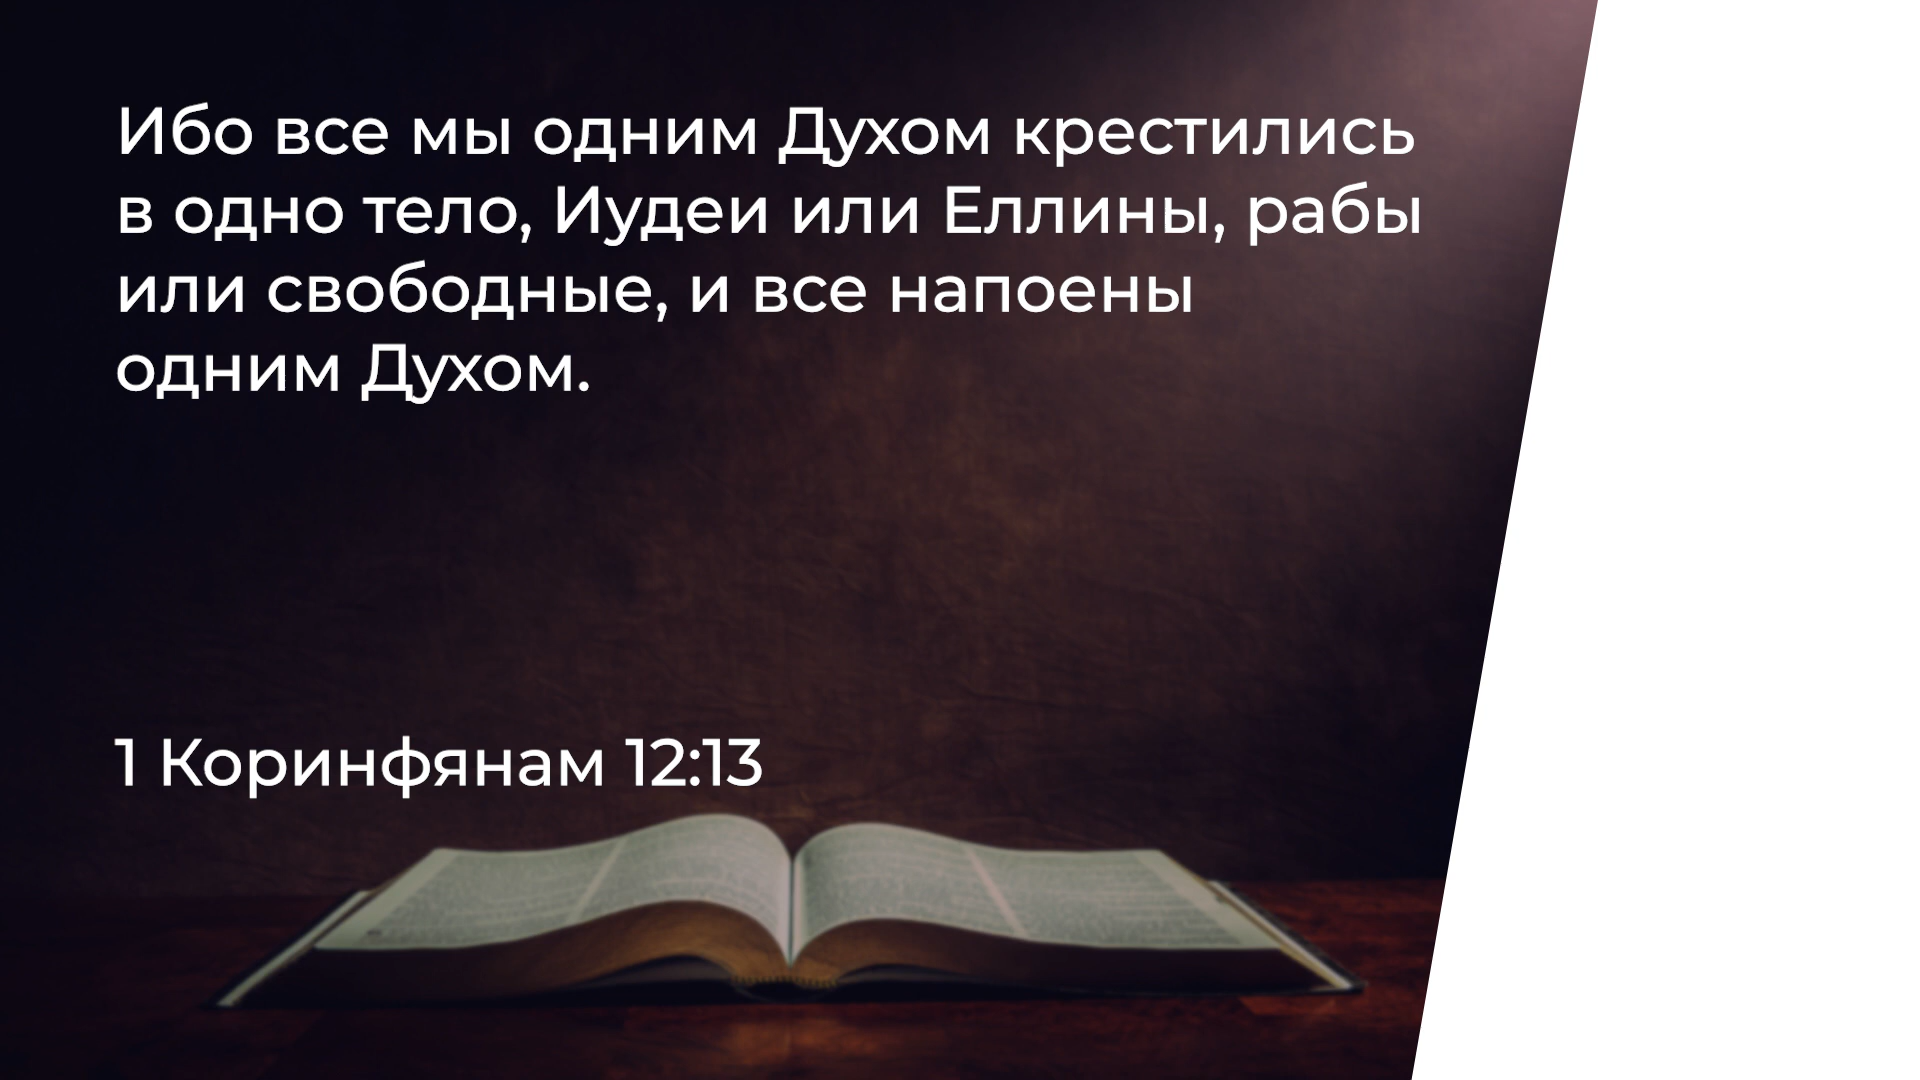 Ибо все мы одним Духом крестились
в одно тело, Иудеи или Еллины, рабы
или свободные, и все напоены
одним Духом.
1 Коринфянам 12:13